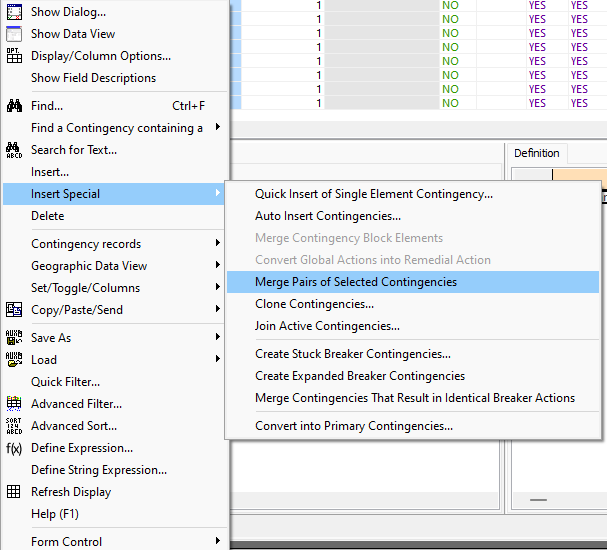 1 NO YES YES
1 NO YES YES
1 NO YES YES
1 NO YES YES
1 NO YES YES
1 NO YES YES
1 NO YES YES
1 NO YES YES
Show Dialog...
Show Data View
OPT. Display/Column Options...
Show Field Descriptions
Find... Ctrl+F
Find a Contingency containing a
ABCD Search for Text...
Insert...
Insert Special
Delete
Contingency records
Geographic Data View
Set/Toggle/Columns
Copy/Paste/Send
AUXB Save As
AUXB Load
Quick Filter...
Advanced Filter...
SORT 124 ABCD Advanced Sort...
f(x) Define Expression...
Define String Expression...
Refresh Display
Help (F1)
Form Control
Definition
Quick Insert of Single Element Contingency...
Auto Insert Contingencies...
Merge Contingency Block Elements
Convert Global Actions into Remedial Action
Merge Pairs of Selected Contingencies
Clone Contingencies...
Join Active Contingencies...
Create Stuck Breaker Contingencies...
Create Expanded Breaker Contingencies
Merge Contingencies That Result in Identical Breaker Actions
Convert into Primary Contingencies...